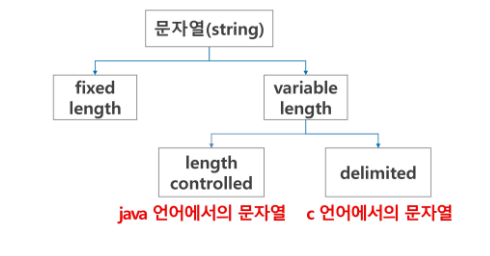 문자열(string)
fixed
length
variable
length
length
controlled
delimited
java 언어에서의 문자열
c 언어에서의 문자열